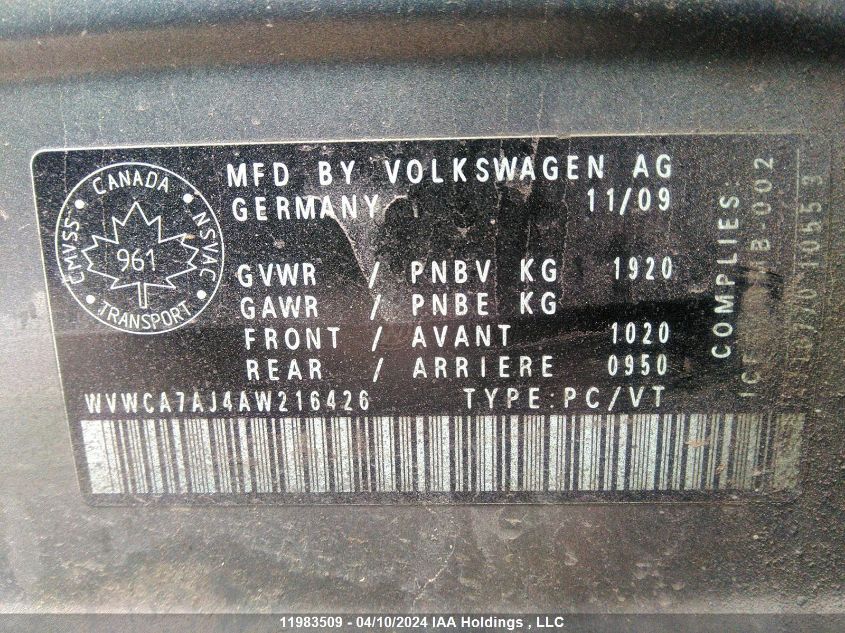 CANADA
CMVSS NSVAC
961
TRANSPORT
MFD BY VOLKSWAGEN AG
GERMANY 11/09
GVWR / PNBV KG 1920
GAWR / PNBE KG
FRONT / AVANT 1020
REAR / ARRIERE 0950
WVWCA7AJ4AW216426 TYPE:PC/VT
COMPLIES:
11983509 - 04/10/2024 IAA Holdings , LLC